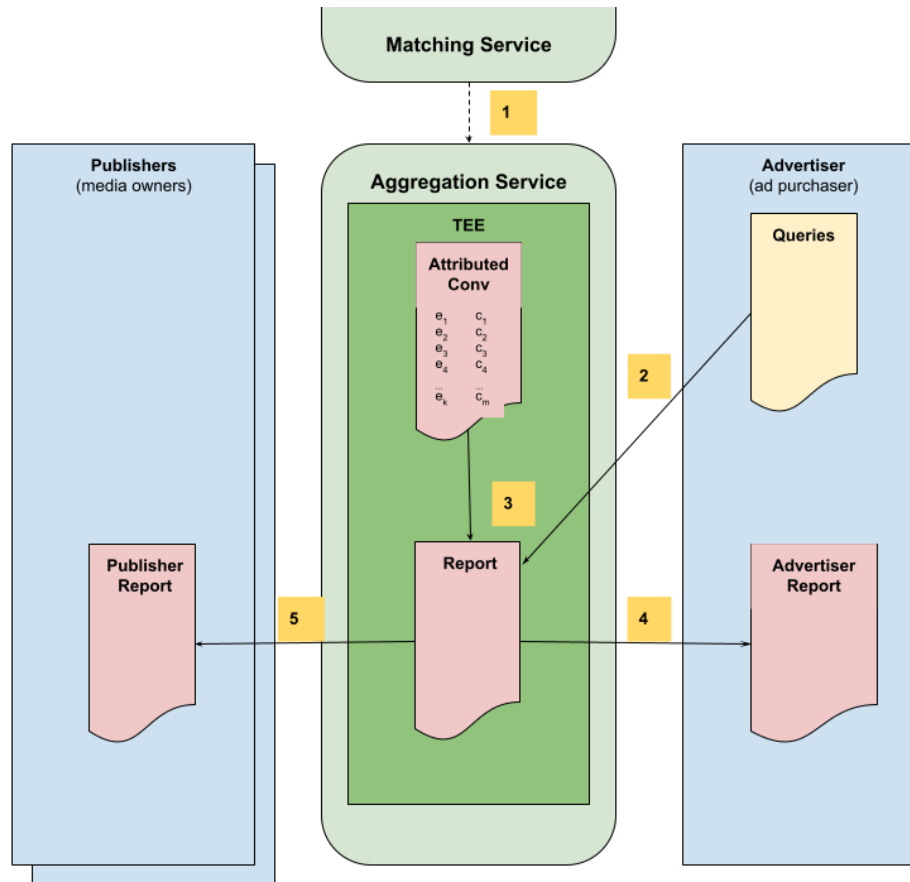 Matching Service
1
Publishers
(media owners)
Aggregation Service
Advertiser
(ad purchaser)
TEE
Queries
Attributed
Conv
e₁ c₁
e₂ c₂
e₃ c₃
e₄ c₄
... ...
eₖ cₘ
2
3
Publisher
Report
Report
Advertiser
Report
5
4